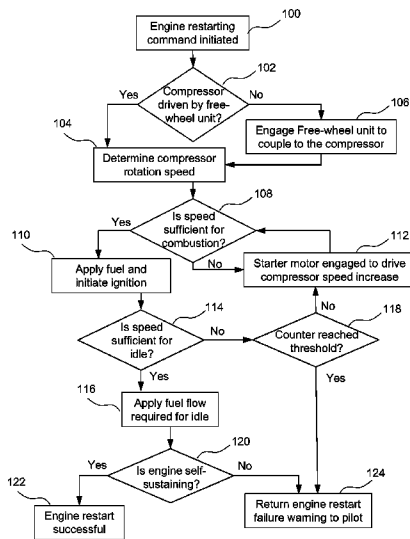 100
Engine restarting
command initiated
102
Compressor
driven by free-
wheel unit?
Yes
No
104
106
Engage Free-wheel unit to
couple to the compressor
Determine compressor
rotation speed
108
Is speed
sufficient for
combustion?
Yes
No
110
112
Apply fuel and
initiate ignition
Starter motor engaged to drive
compressor speed increase
114
Is speed
sufficient for
idle?
No
Yes
118
Counter reached
threshold?
No
Yes
116
Apply fuel flow
required for idle
120
Is engine self-
sustaining?
Yes
No
122
Engine restart
successful
124
Return engine restart
failure warning to pilot